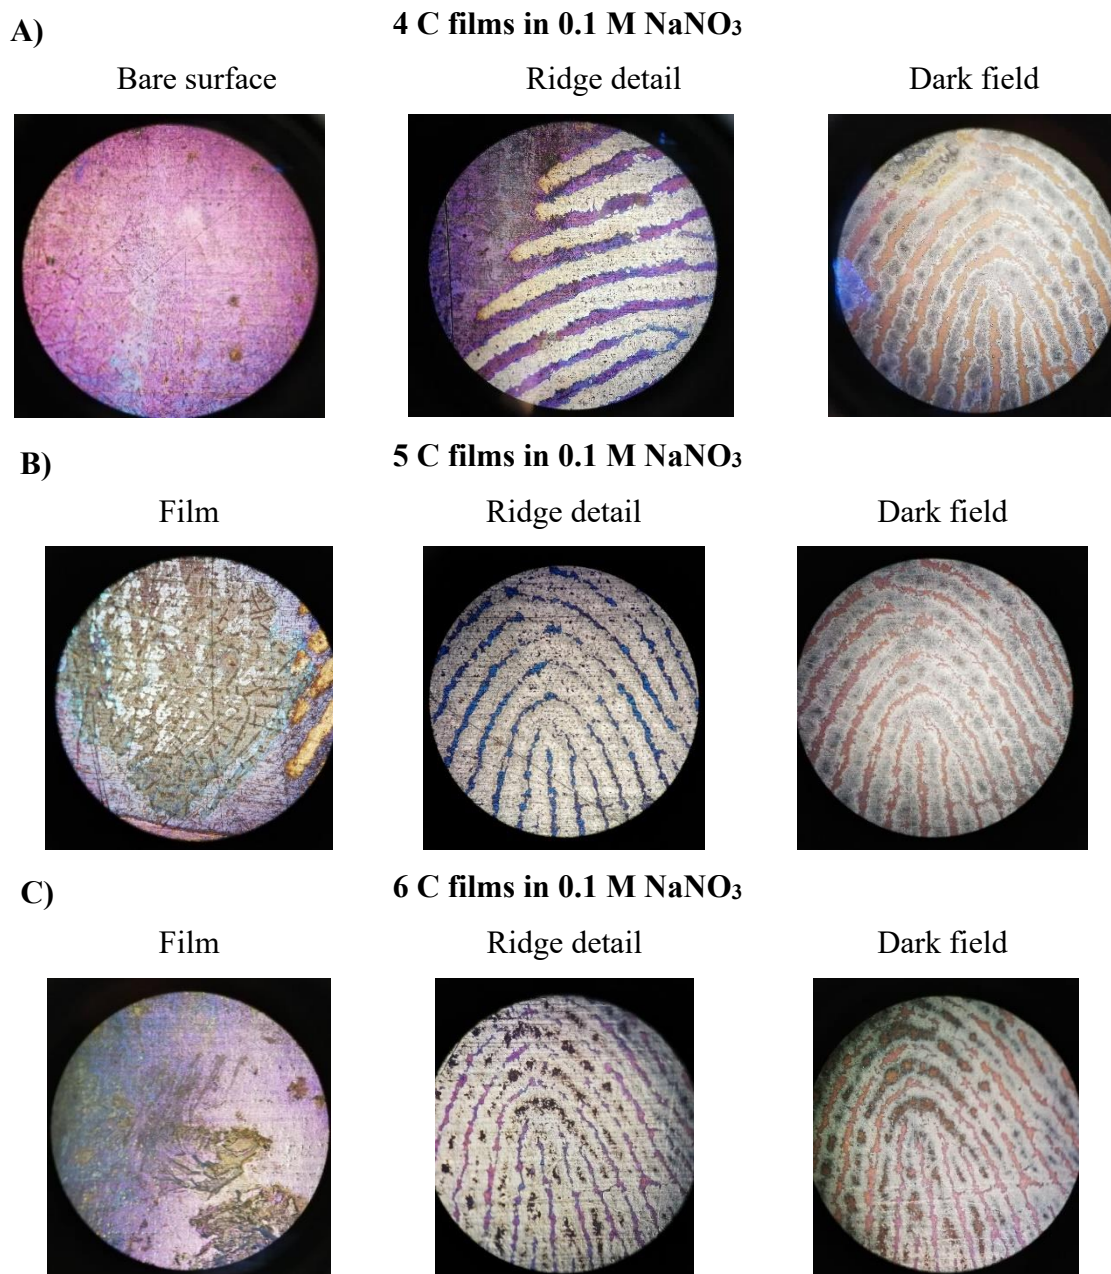 A)
4 C films in 0.1 M NaNO₃
Bare surface Ridge detail Dark field
B)
5 C films in 0.1 M NaNO₃
Film Ridge detail Dark field
C)
6 C films in 0.1 M NaNO₃
Film Ridge detail Dark field